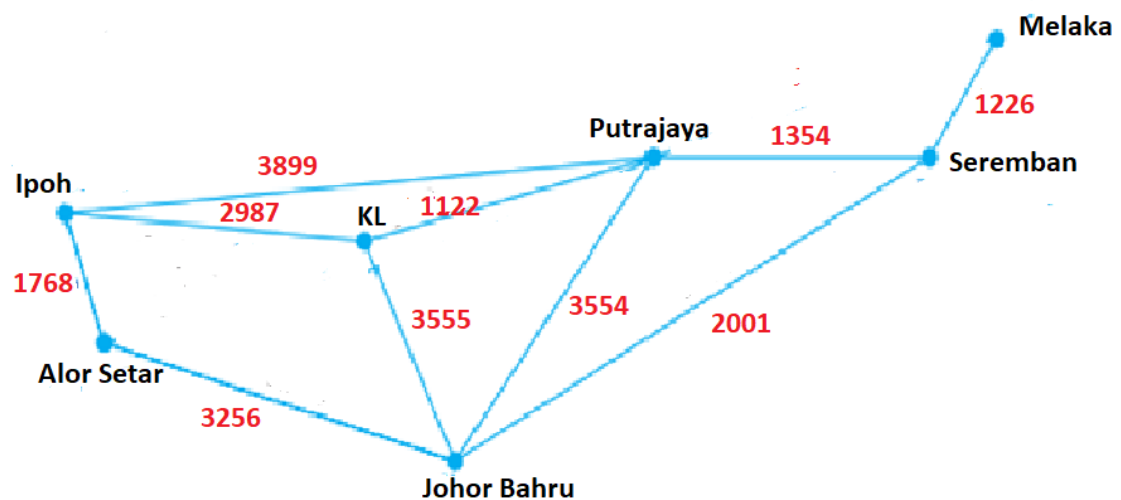 Melaka
1226
Putrajaya
1354
Seremban
3899
Ipoh
2987
KL
1122
1768
3555
3554
2001
Alor Setar
3256
Johor Bahru